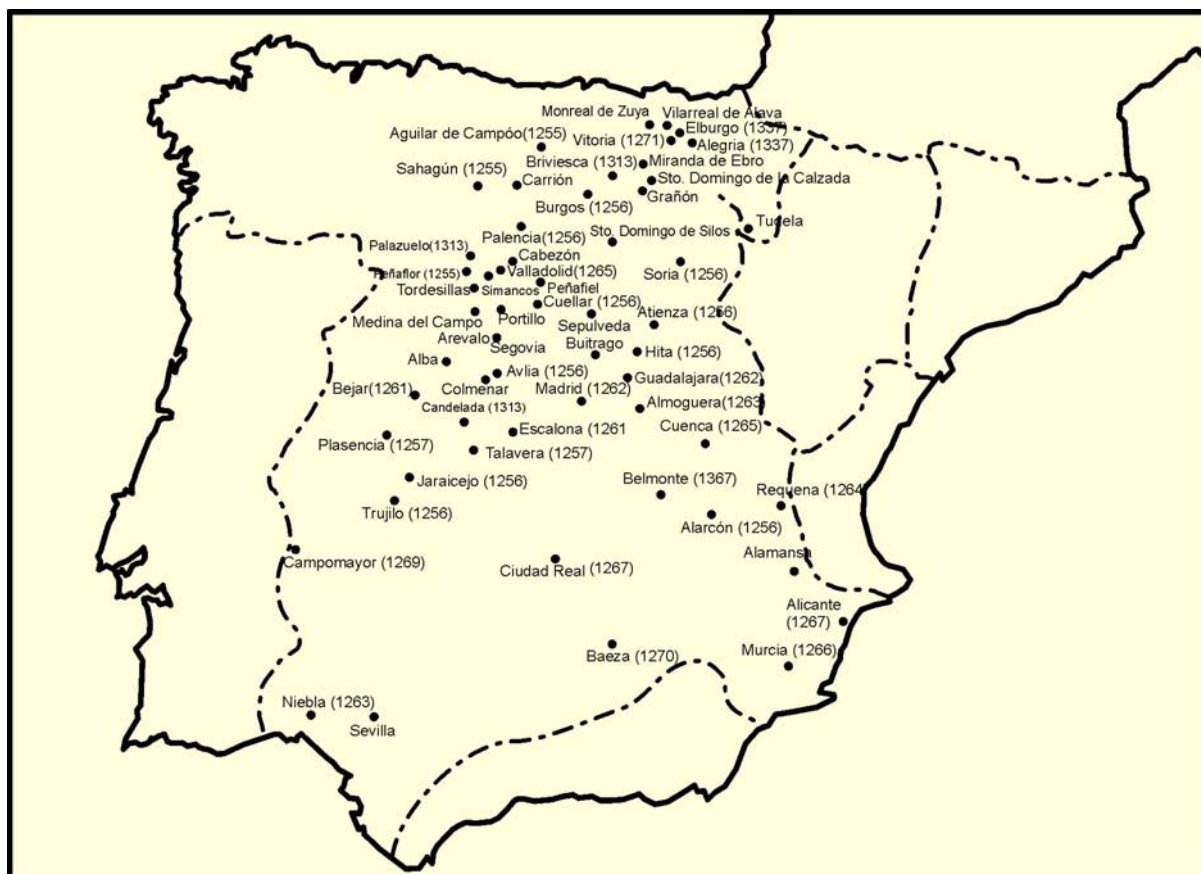 Monreal de Zuya
Vilarreal de Álava
Elburgo (1337)
Aguilar de Campóo(1255)
Vitoria (1271)
Alegria (1337)
Briviesca (1313)
Miranda de Ebro
Sahagún (1255)
Carrión
Sto. Domingo de la Calzada
Grañón
Burgos (1256)
Tudela
Palencia(1256)
Sto. Domingo de Silos
Palazuelo(1313)
Cabezón
Peñaflor (1255)
Valladolid(1265)
Soria (1256)
Tordesillas
Simancos
Peñafiel
Cuellar (1256)
Atienza (1256)
Medina del Campo
Portillo
Sepulveda
Arevalo
Segovia
Buitrago
Hita (1256)
Alba
Avlia (1256)
Guadalajara(1262)
Bejar(1261)
Colmenar
Madrid (1262)
Candelada (1313)
Almoguera(1263)
Escalona (1261
Cuenca (1265)
Plasencia (1257)
Talavera (1257)
Jaraicejo (1256)
Belmonte (1367)
Requena (1264)
Trujilo (1256)
Alarcón (1256)
Campomayor (1269)
Alamansa
Ciudad Real (1267)
Alicante
(1267)
Baeza (1270)
Murcia (1266)
Niebla (1263)
Sevilla